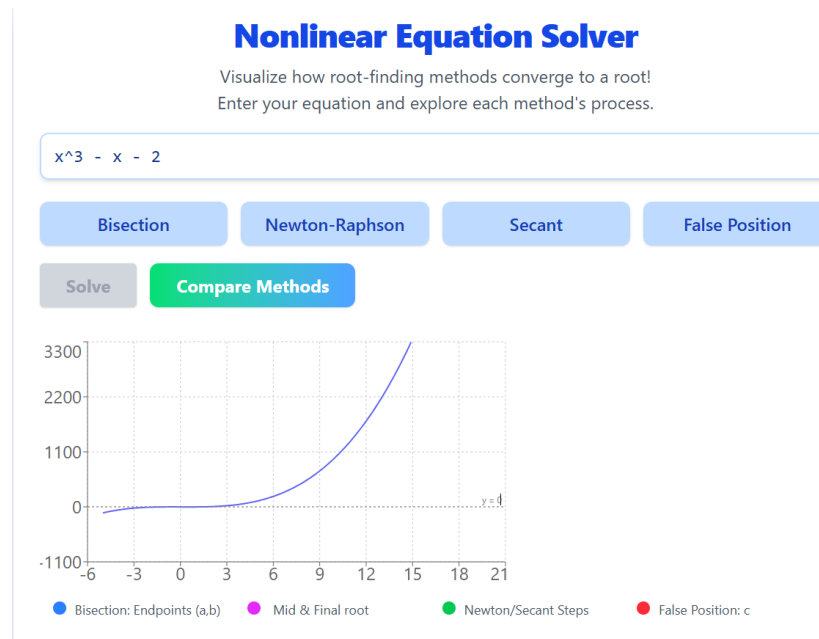 Nonlinear Equation Solver
Visualize how root-finding methods converge to a root!
Enter your equation and explore each method's process.
x^3 - x - 2
Bisection Newton-Raphson Secant False Position
Solve Compare Methods
3300
2200
1100
0
y = 0
-1100
-6 -3 0 3 6 9 12 15 18 21
Bisection: Endpoints (a,b) Mid & Final root Newton/Secant Steps False Position: c